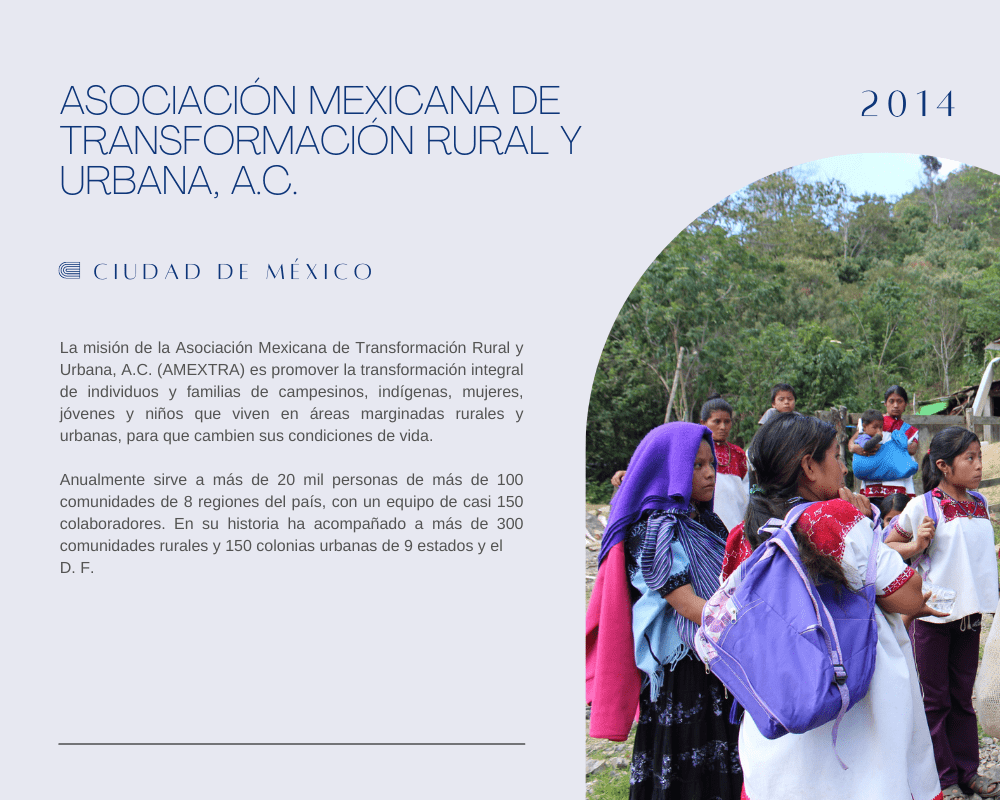 ASOCIACIÓN MEXICANA DE
TRANSFORMACIÓN RURAL Y
URBANA, A.C.
2014
CIUDAD DE MÉXICO
La misión de la Asociación Mexicana de Transformación Rural y
Urbana, A.C. (AMEXTRA) es promover la transformación integral
de individuos y familias de campesinos, indígenas, mujeres,
jóvenes y niños que viven en áreas marginadas rurales y
urbanas, para que cambien sus condiciones de vida.
Anualmente sirve a más de 20 mil personas de más de 100
comunidades de 8 regiones del país, con un equipo de casi 150
colaboradores. En su historia ha acompañado a más de 300
comunidades rurales y 150 colonias urbanas de 9 estados y el
D. F.